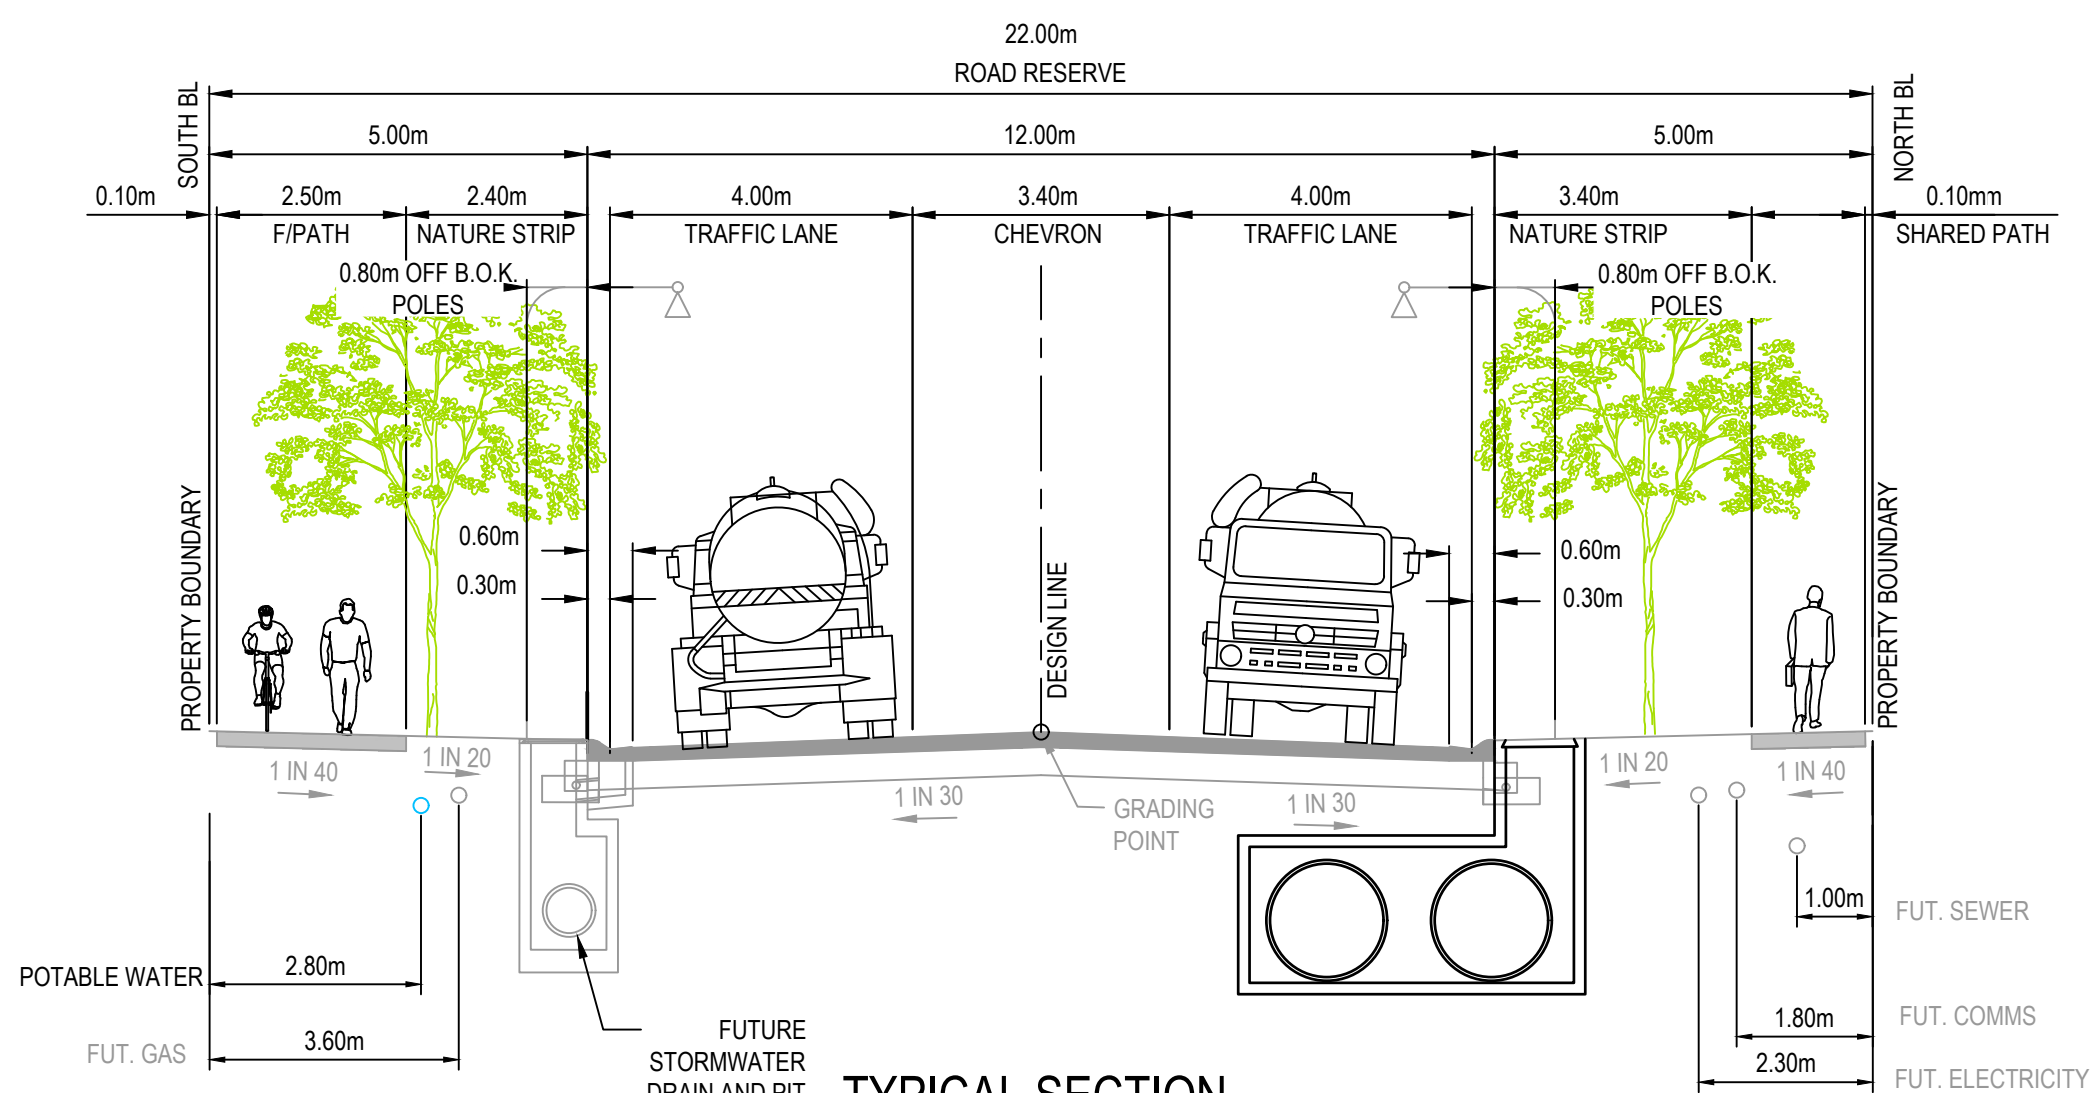 22.00m
ROAD RESERVE
SOUTH BL
NORTH BL
5.00m
12.00m
5.00m
0.10m
2.50m
2.40m
4.00m
3.40m
4.00m
3.40m
0.10mm
F/PATH
NATURE STRIP
TRAFFIC LANE
CHEVRON
TRAFFIC LANE
NATURE STRIP
SHARED PATH
0.80m OFF B.O.K.
POLES
0.80m OFF B.O.K.
POLES
PROPERTY BOUNDARY
0.60m
0.30m
DESIGN LINE
0.60m
0.30m
PROPERTY BOUNDARY
1 IN 40
1 IN 20
1 IN 30
GRADING
POINT
1 IN 30
1 IN 20
1 IN 40
1.00m
FUT. SEWER
POTABLE WATER
2.80m
1.80m
FUT. COMMS
FUT. GAS
3.60m
2.30m
FUT. ELECTRICITY
FUTURE
STORMWATER
DRAIN AND PIT
TYPICAL SECTION